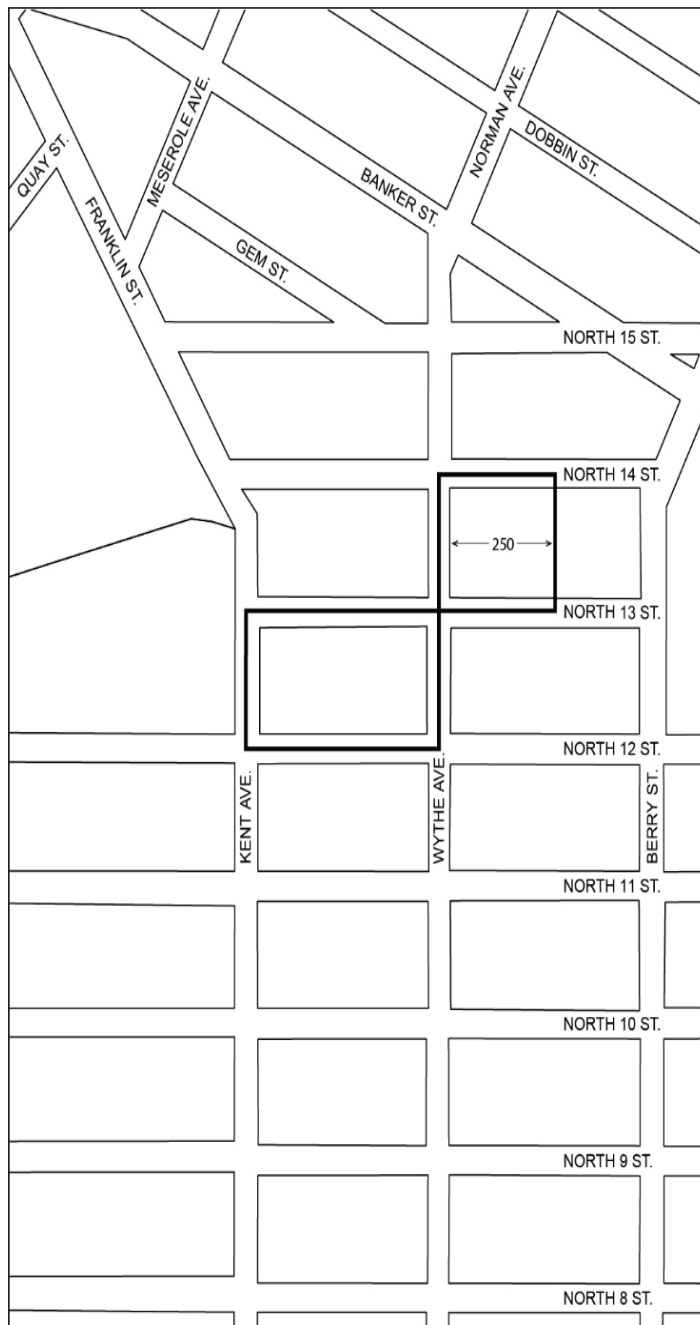 QUAY ST.
MESEROLE AVE.
NORMAN AVE.
DOBBIN ST.
BANKER ST.
FRANKLIN ST.
GEM ST.
NORTH 15 ST.
NORTH 14 ST.
250
NORTH 13 ST.
NORTH 12 ST.
KENT AVE.
WYTHE AVE.
BERRY ST.
NORTH 11 ST.
NORTH 10 ST.
NORTH 9 ST.
NORTH 8 ST.